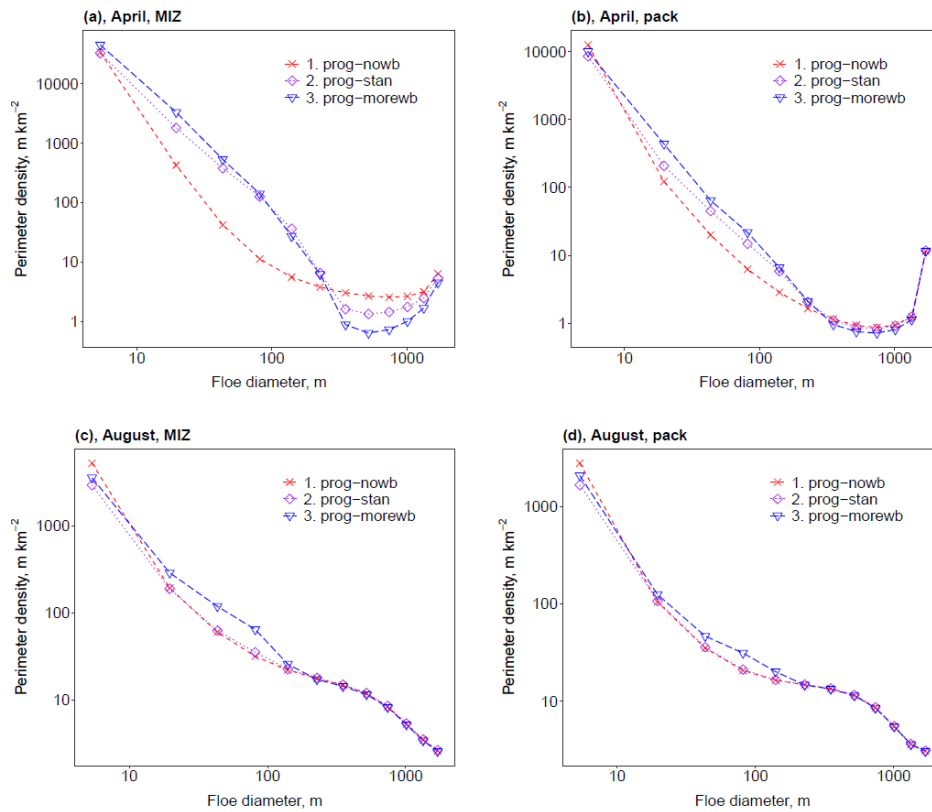 (a), April, MIZ
1. prog−nowb
2. prog−stan
3. prog−morewb
10000
1000
100
10
1
Perimeter density, m km−2
10
100
1000
Floe diameter, m
(b), April, pack
1. prog−nowb
2. prog−stan
3. prog−morewb
10000
1000
100
10
1
Perimeter density, m km−2
10
100
1000
Floe diameter, m
(c), August, MIZ
1. prog−nowb
2. prog−stan
3. prog−morewb
1000
100
10
Perimeter density, m km−2
10
100
1000
Floe diameter, m
(d), August, pack
1. prog−nowb
2. prog−stan
3. prog−morewb
1000
100
10
Perimeter density, m km−2
10
100
1000
Floe diameter, m